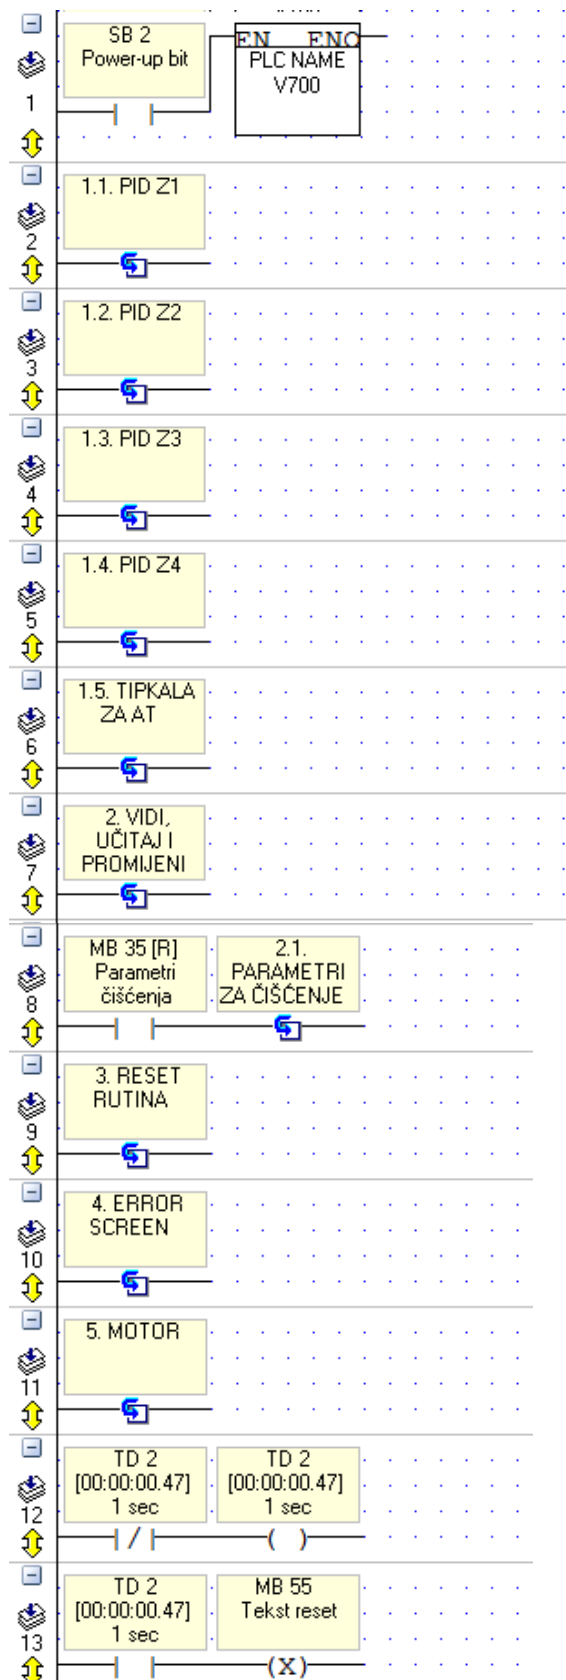 SB 2
Power-up bit
EN ENO
PLC NAME
V700
1
1.1. PID Z1
2
1.2. PID Z2
3
1.3. PID Z3
4
1.4. PID Z4
5
1.5. TIPKALA
ZA AT
6
2. VIDI,
UČITAJ I
PROMIJENI
7
MB 35 [R]
Parametri
čišćenja
2.1.
PARAMETRI
ZA ČIŠĆENJE
8
3. RESET
RUTINA
9
4. ERROR
SCREEN
10
5. MOTOR
11
TD 2
[00:00:00.47]
1 sec
TD 2
[00:00:00.47]
1 sec
12
TD 2
[00:00:00.47]
1 sec
MB 55
Tekst reset
13
(X)